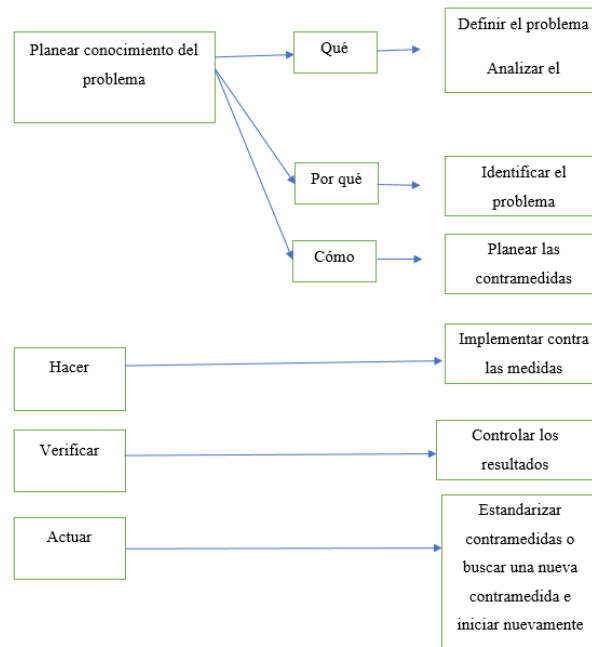 Planear conocimiento del
problema
Qué
Definir el problema
Analizar el
Por qué
Identificar el
problema
Cómo
Planear las
contramedidas
Hacer
Implementar contra
las medidas
Verificar
Controlar los
resultados
Actuar
Estandarizar
contramedidas o
buscar una nueva
contramedida e
iniciar nuevamente